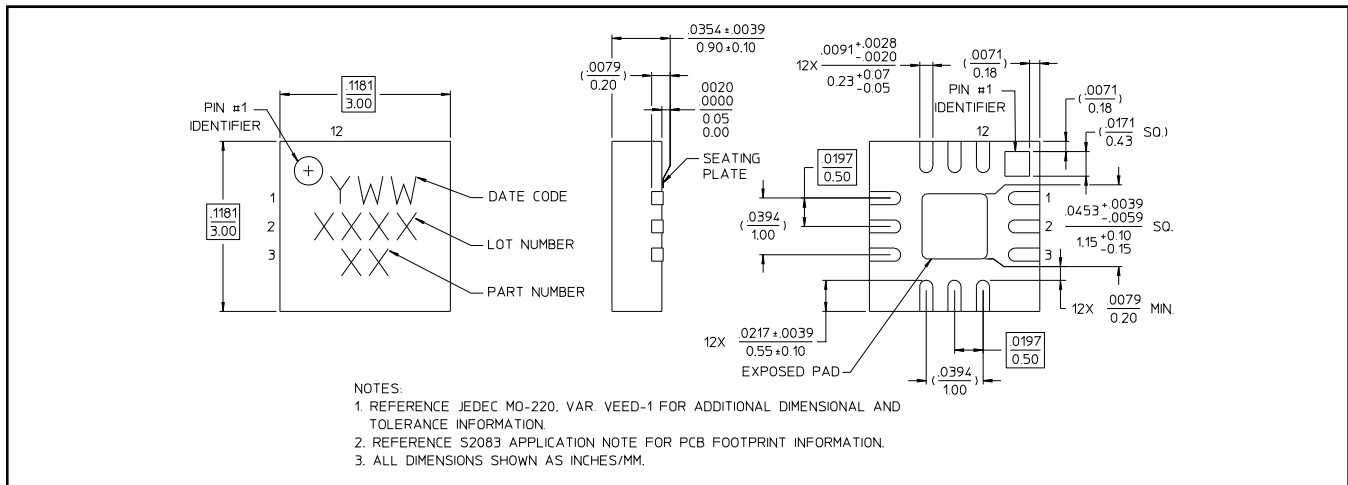 .1181
3.00
PIN #1
IDENTIFIER
12
Y W W
1
DATE CODE
.1181
3.00
2
X X X X
LOT NUMBER
3
X X
PART NUMBER
.0354 ±.0039
0.90 ±0.10
(.0079
0.20)
.0020
.0000
0.05
0.00
SEATING
PLATE
12X .0091 +.0028
-.0020
0.23 +0.07
-0.05
(.0071
0.18)
PIN #1
IDENTIFIER
12
(.0071
0.18)
(.0171
0.43 SQ.)
.0197
0.50
(.0394
1.00)
1
2
3
.0453 +.0039
-.0059 SQ.
1.15 +0.10
-0.15
12X .0079
0.20 MIN.
12X .0217 ±.0039
0.55 ±0.10
EXPOSED PAD
(.0394
1.00)
.0197
0.50
NOTES:
1. REFERENCE JEDEC MO-220, VAR. VEED-1 FOR ADDITIONAL DIMENSIONAL AND
TOLERANCE INFORMATION.
2. REFERENCE S2083 APPLICATION NOTE FOR PCB FOOTPRINT INFORMATION.
3. ALL DIMENSIONS SHOWN AS INCHES/MM.